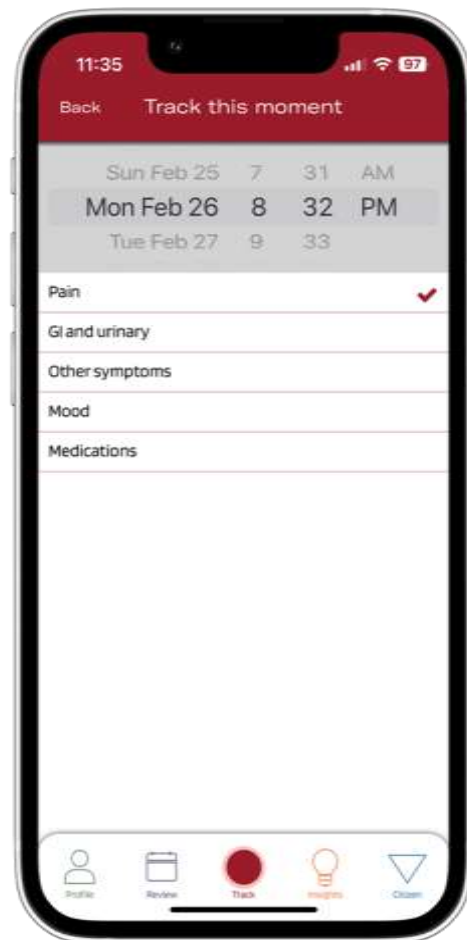 11:35 97
Back Track this moment
Sun Feb 25 7 31 AM
Mon Feb 26 8 32 PM
Tue Feb 27 9 33
Pain
GI and urinary
Other symptoms
Mood
Medications
Profile Review Track Insights Citizen